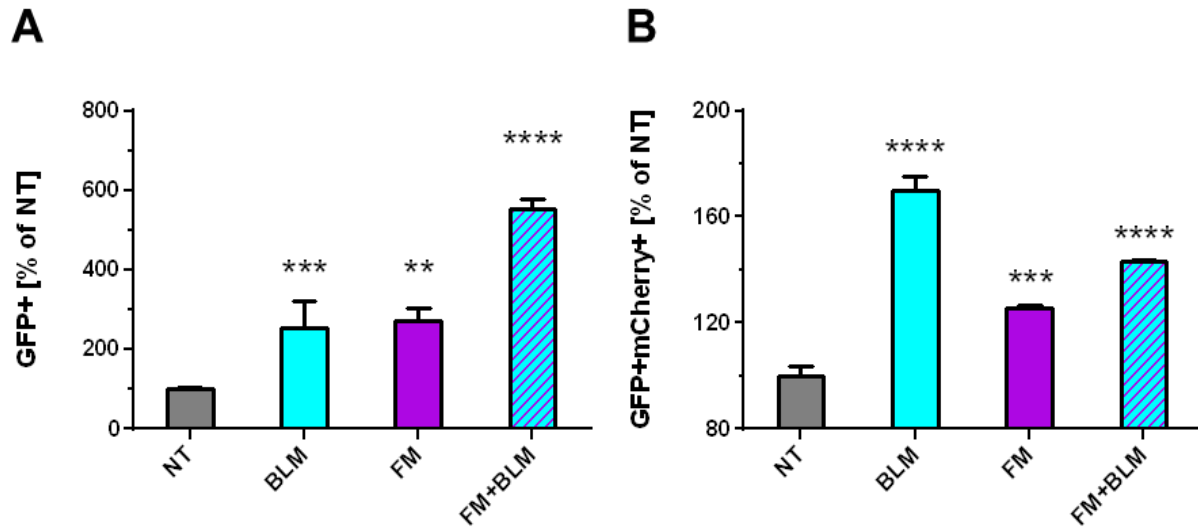 A
GFP+ [% of NT]
800
600
400
200
0
***
**
****
NT
BLM
FM
FM+BLM
B
GFP+mCherry+ [% of NT]
200
160
120
80
****
***
****
NT
BLM
FM
FM+BLM